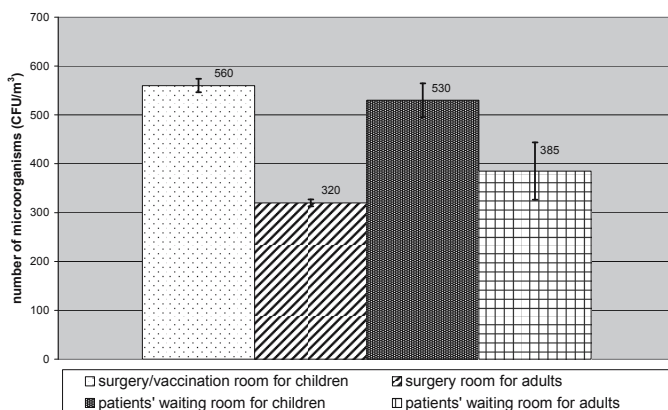 number of microorganisms (CFU/m³)
700
600
500
400
300
200
100
0
560
320
530
385
surgery/vaccination room for children
surgery room for adults
patients' waiting room for children
patients' waiting room for adults